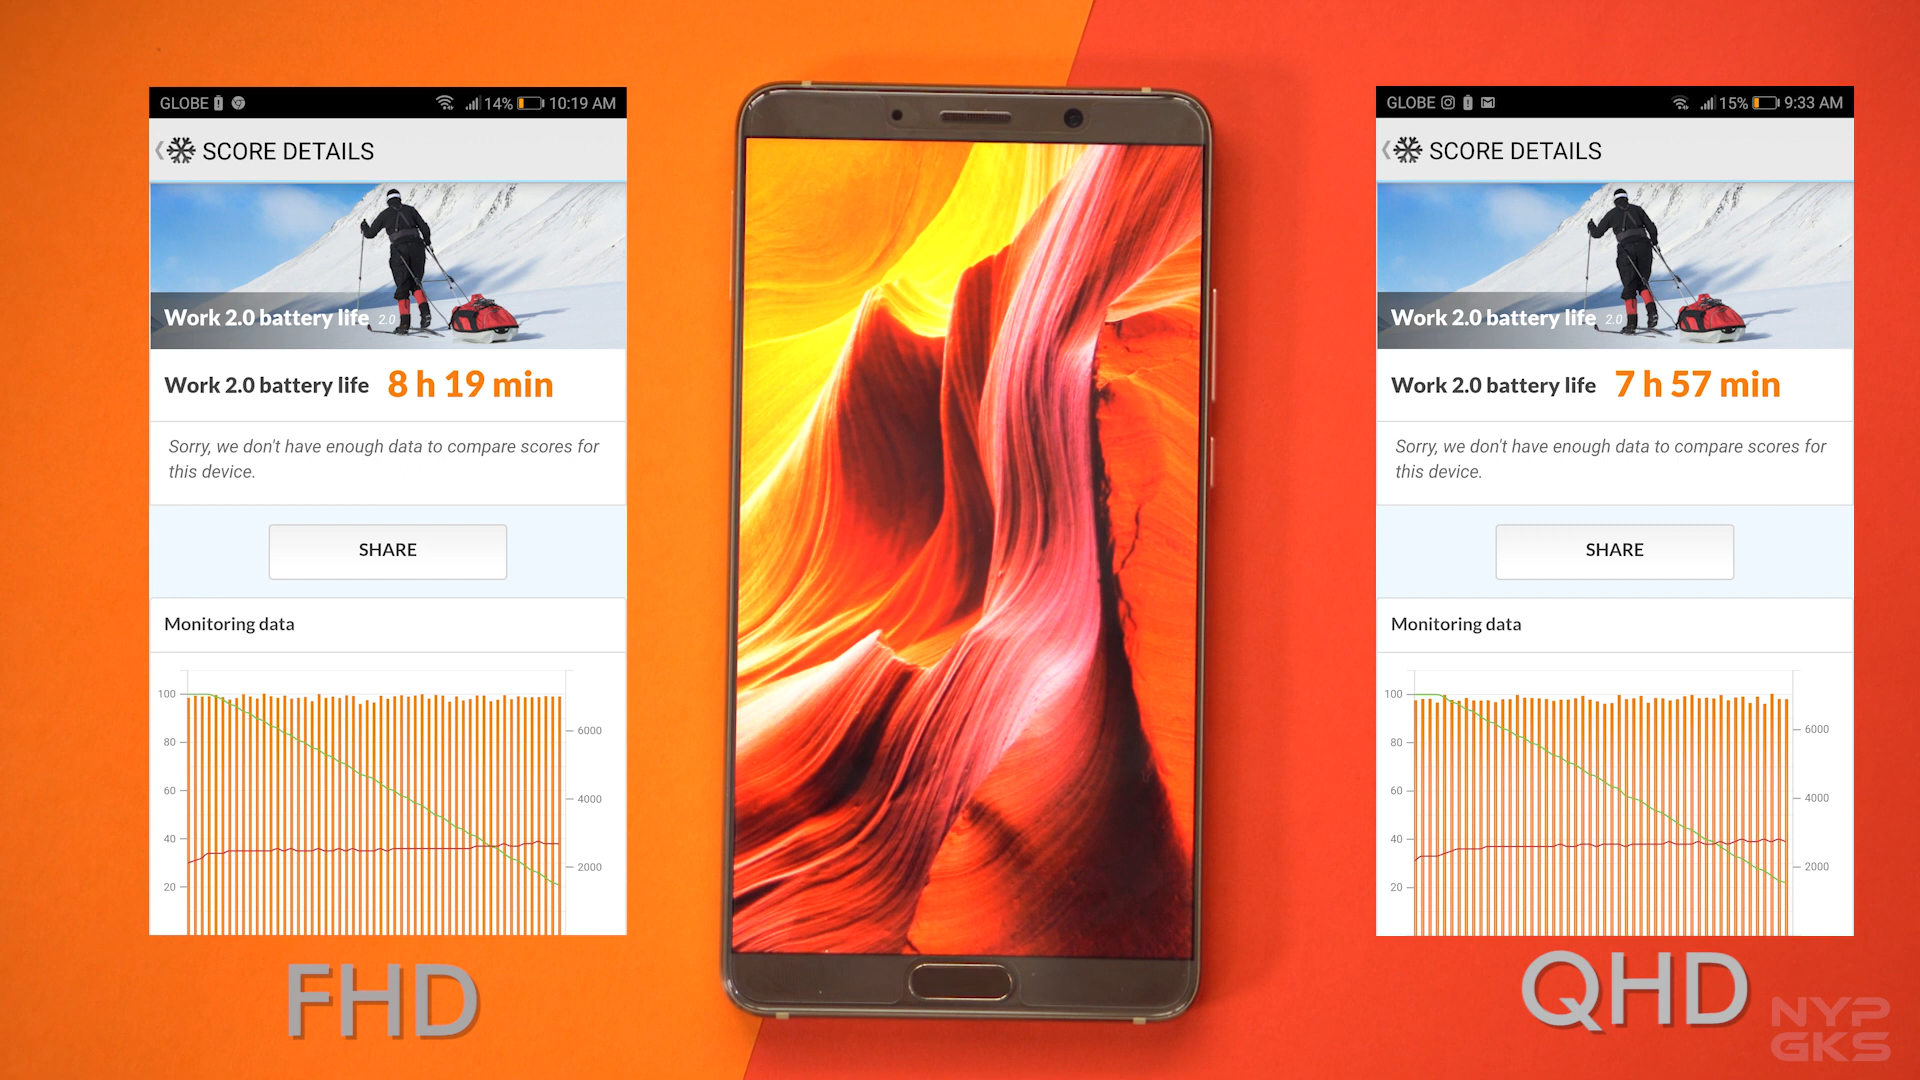 GLOBE 14% 10:19 AM
SCORE DETAILS
Work 2.0 battery life 2.0
Work 2.0 battery life 8 h 19 min
Sorry, we don't have enough data to compare scores for
this device.
SHARE
Monitoring data
100
80
60
40
20
6000
4000
2000
FHD
GLOBE 15% 9:33 AM
SCORE DETAILS
Work 2.0 battery life 2.0
Work 2.0 battery life 7 h 57 min
Sorry, we don't have enough data to compare scores for
this device.
SHARE
Monitoring data
100
80
60
40
20
6000
4000
2000
QHD
NYP
GKS